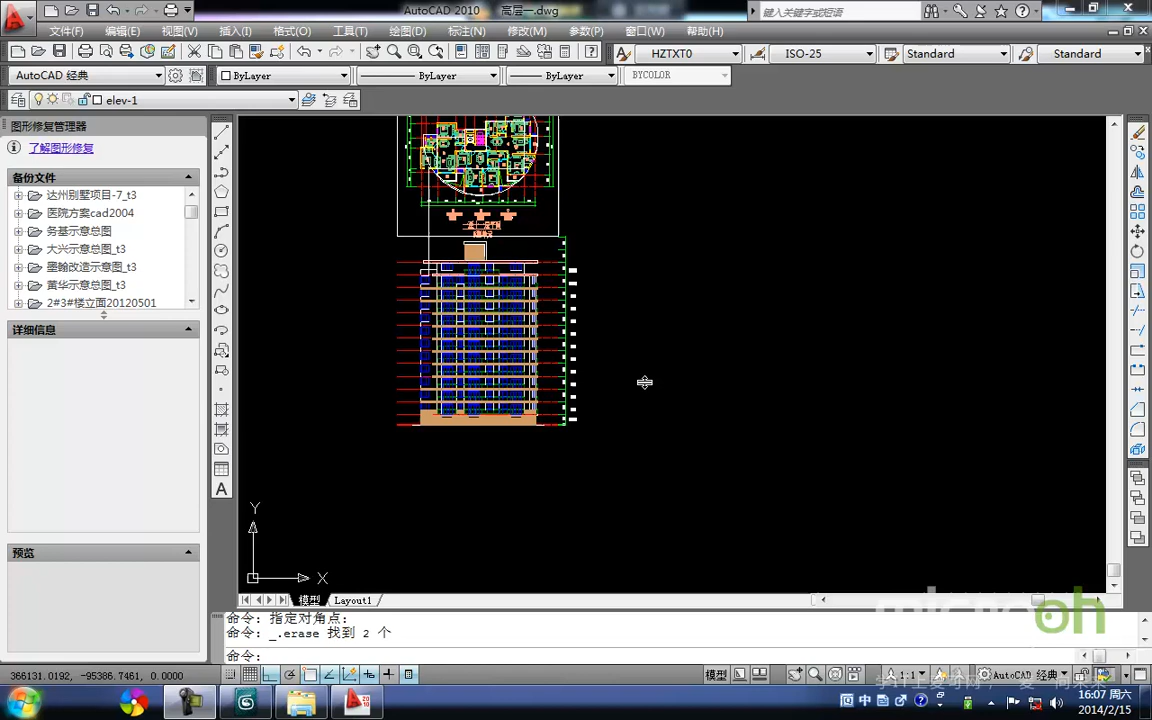 AutoCAD 2010 高层一.dwg
键入关键字或短语
文件(F) 编辑(E) 视图(V) 插入(I) 格式(O) 工具(T) 绘图(D) 标注(N) 修改(M) 参数(P) 窗口(W) 帮助(H)
HZTXT0 ISO-25 Standard Standard
AutoCAD 经典 ByLayer ByLayer ByLayer BYCOLOR
elev-1
图形修复管理器
了解图形修复
备份文件
达州别墅项目-7_t3
医院方案cad2004
务基示意总图
大兴示意总图_t3
墨翰改造示意图_t3
黄华示意总图_t3
2#3#楼立面20120501
详细信息
预览
Y
X
模型 Layout1
命令: 指定对角点:
命令: _.erase 找到 2 个
命令:
oh
366131.0192, -95386.7461, 0.0000
模型
1:1
AutoCAD 经典
中
16:07 周六
2014/2/15